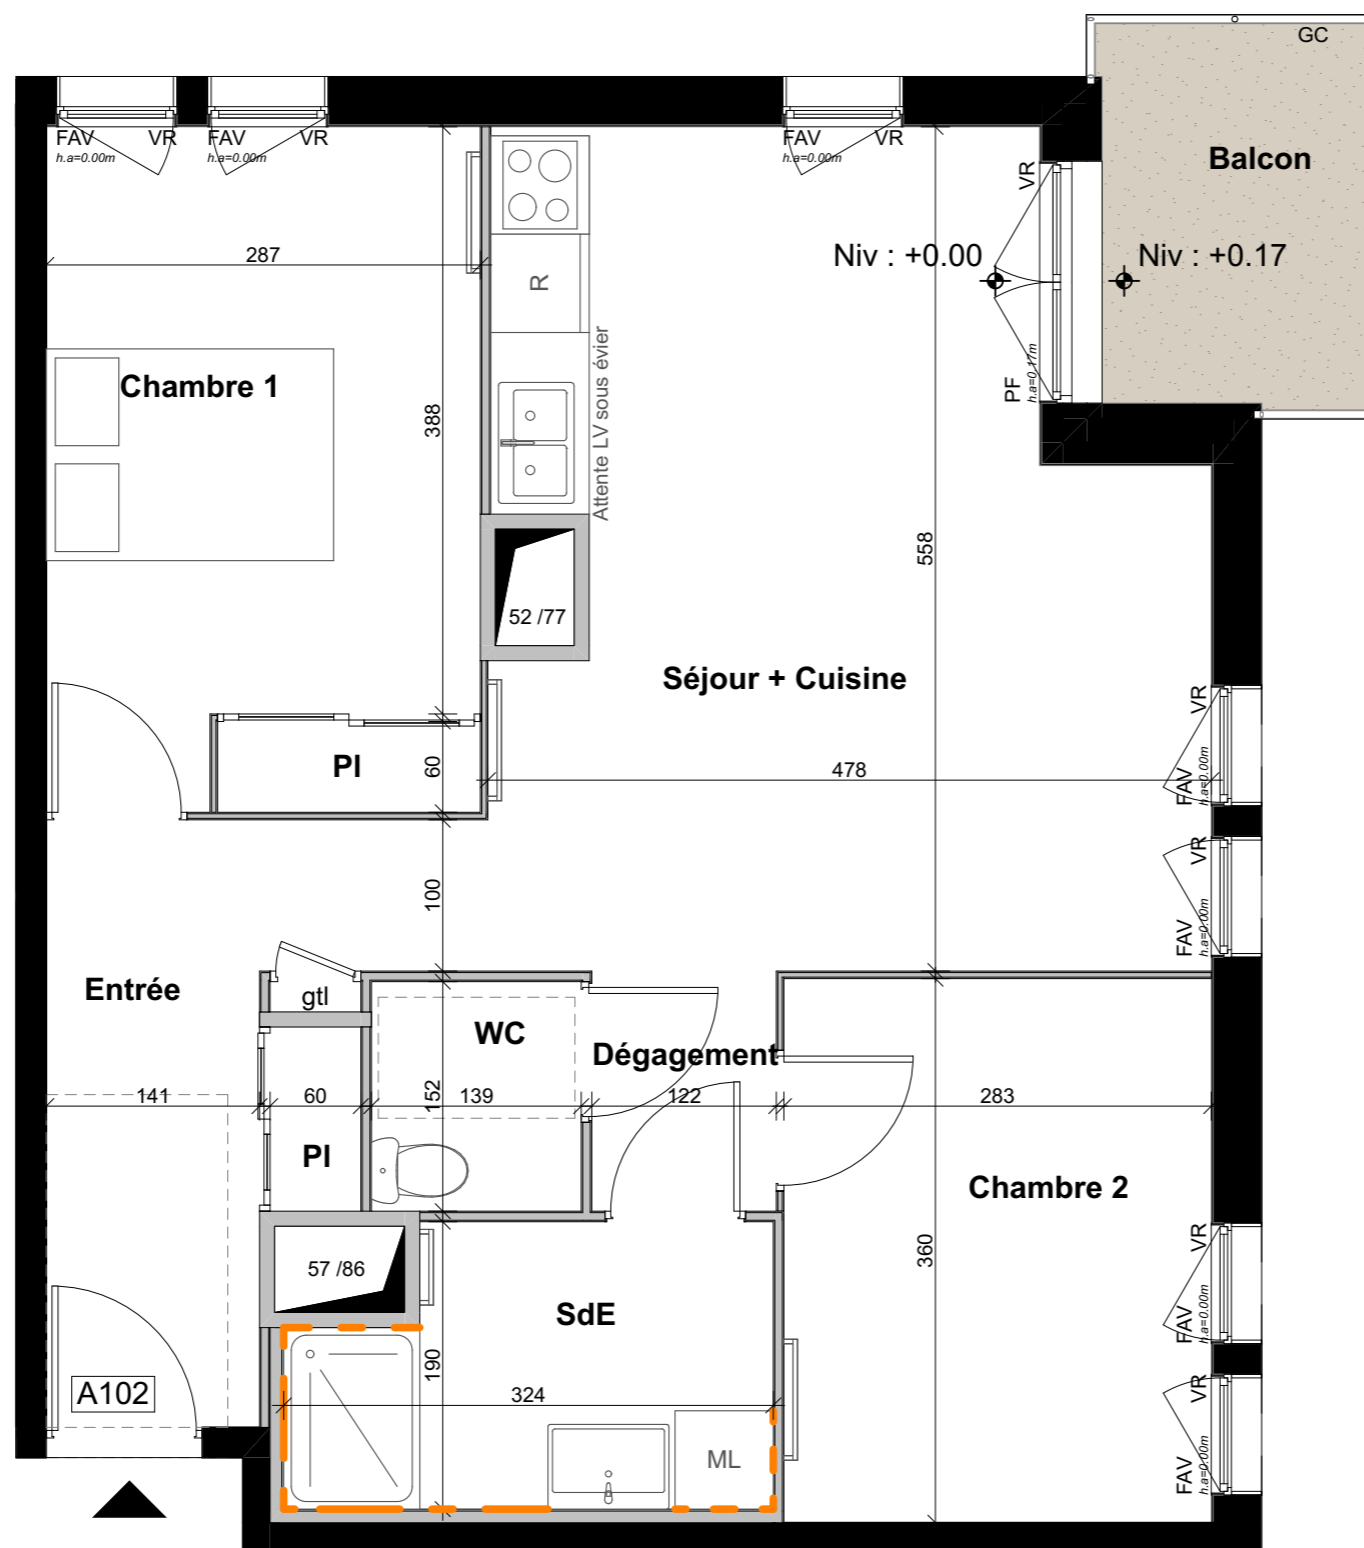 GC
FAV VR FAV VR FAV VR
h.a=0.00m h.a=0.00m h.a=0.00m
Balcon
VR
287
Niv : +0.00
Niv : +0.17
R
PF
h.a=0.17m
Chambre 1
388
Attente LV sous évier
558
52 /77
Séjour + Cuisine
VR
PI
60
478
FAV
h.a=0.00m
VR
100
FAV
h.a=0.00m
Entrée
gtl
WC
Dégagement
141
60
152
139
122
283
PI
Chambre 2
360
VR
57 /86
SdE
FAV
h.a=0.00m
190
324
A102
VR
ML
FAV
h.a=0.00m